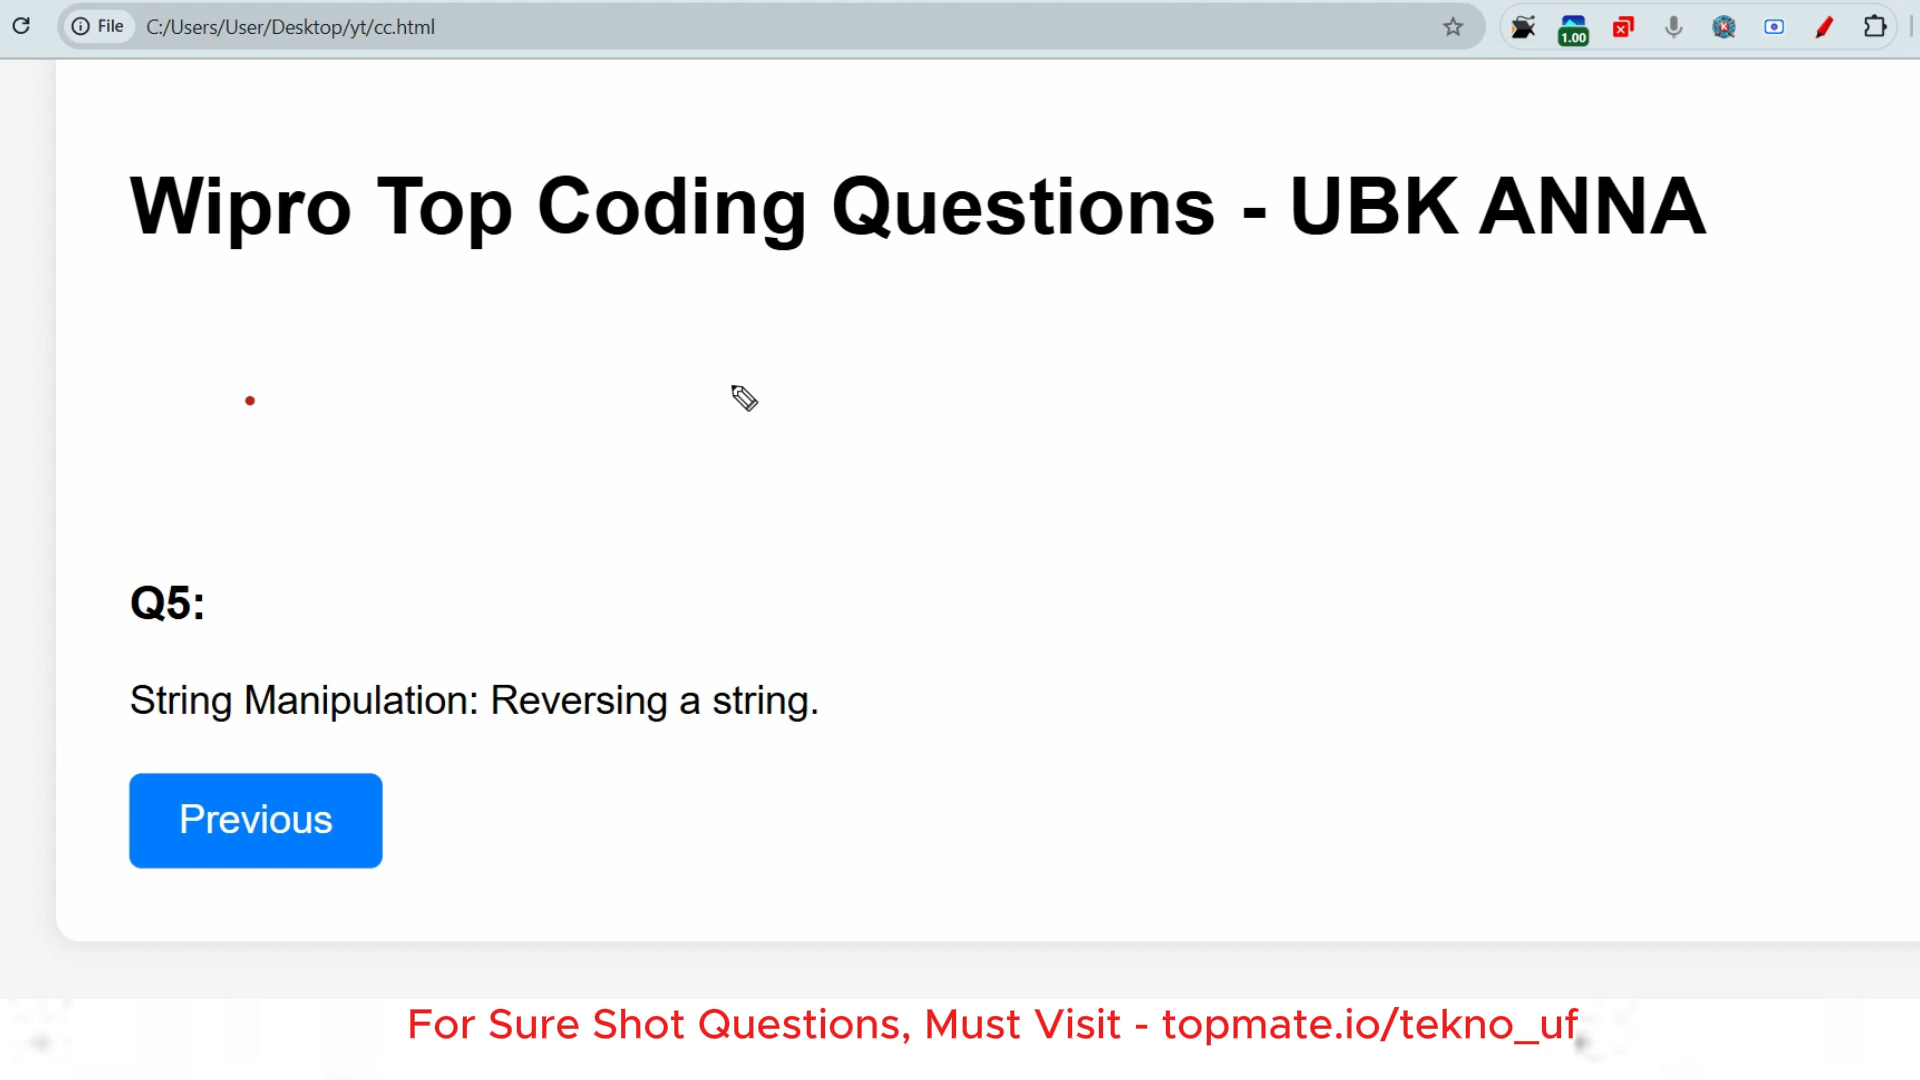 File C:/Users/User/Desktop/yt/cc.html
1.00
Wipro Top Coding Questions - UBK ANNA
Q5:
String Manipulation: Reversing a string.
Previous
For Sure Shot Questions, Must Visit - topmate.io/tekno_uf